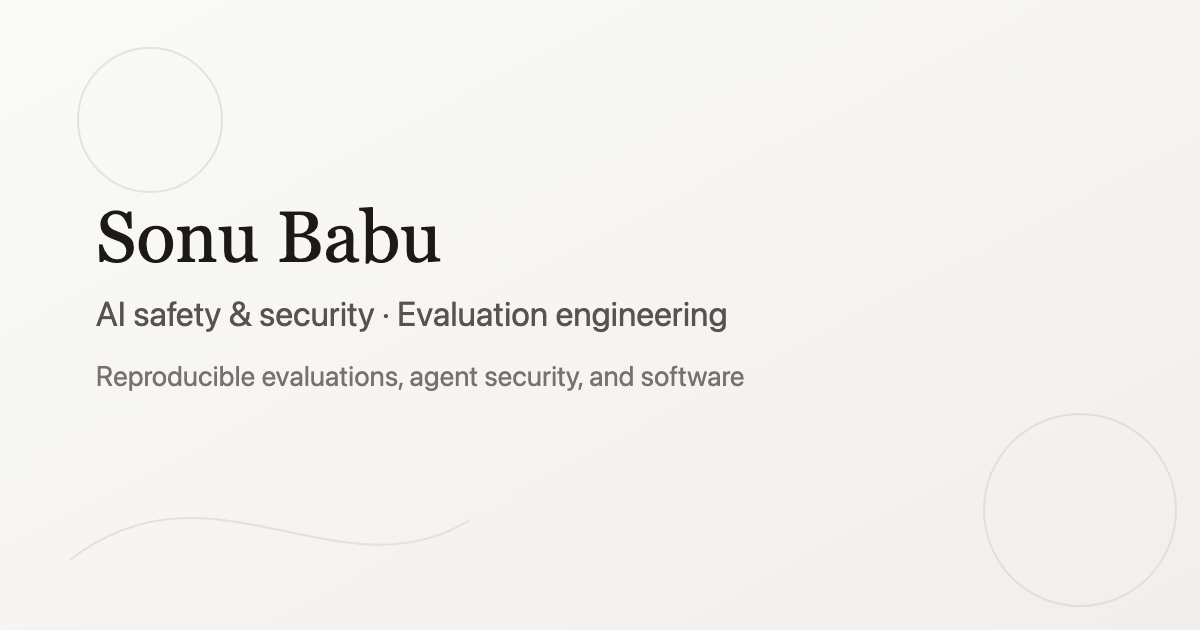 Sonu Babu
AI safety & security · Evaluation engineering
Reproducible evaluations, agent security, and software